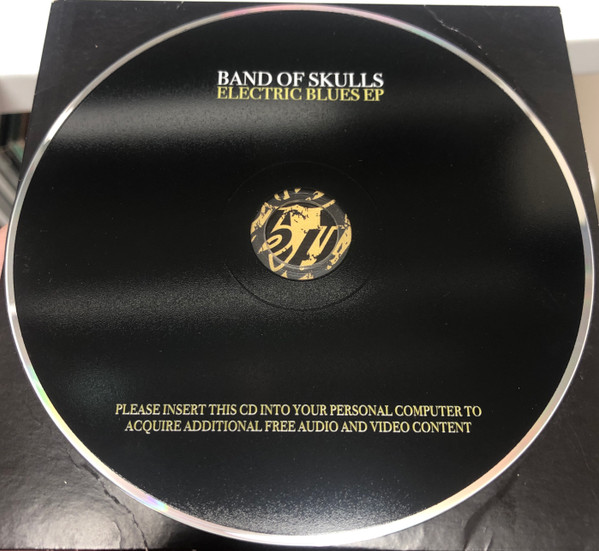 BAND OF SKULLS
ELECTRIC BLUES EP
PLEASE INSERT THIS CD INTO YOUR PERSONAL COMPUTER TO
ACQUIRE ADDITIONAL FREE AUDIO AND VIDEO CONTENT